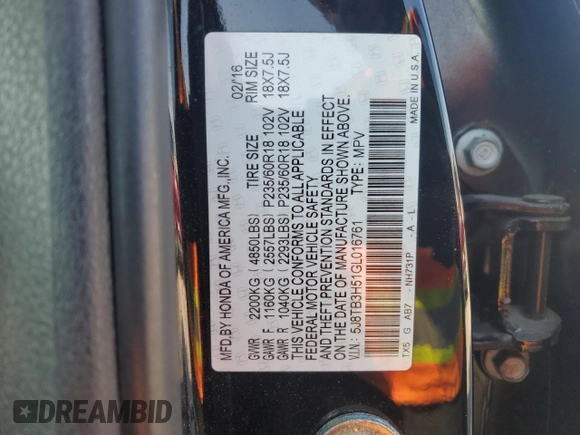 MFD.BY HONDA OF AMERICA MFG.,INC. 02/16
TIRE SIZE RIM SIZE
GVWR 2200KG ( 4850LBS)
GAWR F 1160KG ( 2557LBS) P235/60R18 102V 18X7.5J
GAWR R 1040KG ( 2293LBS) P235/60R18 102V 18X7.5J
THIS VEHICLE CONFORMS TO ALL APPLICABLE
FEDERAL MOTOR VEHICLE SAFETY
AND THEFT PREVENTION STANDARDS IN EFFECT
ON THE DATE OF MANUFACTURE SHOWN ABOVE.
V.I.N.: 5J8TB3H51GL016761 TYPE: MPV
TX5 G AB7 - NH731P - A - L MADE IN U.S.A.
DREAMBID